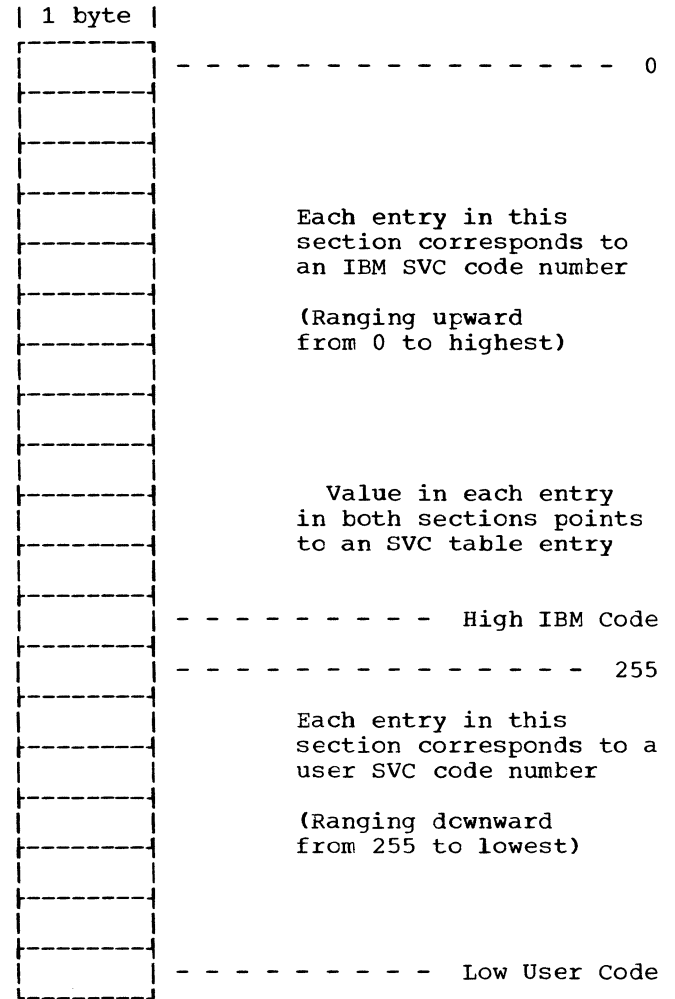 | 1 byte |
0
Each entry in this
section corresponds to
an IBM SVC code number
(Ranging upward
from 0 to highest)
Value in each entry
in both sections points
to an SVC table entry
High IBM Code
255
Each entry in this
section corresponds to a
user SVC code number
(Ranging downward
from 255 to lowest)
Low User Code